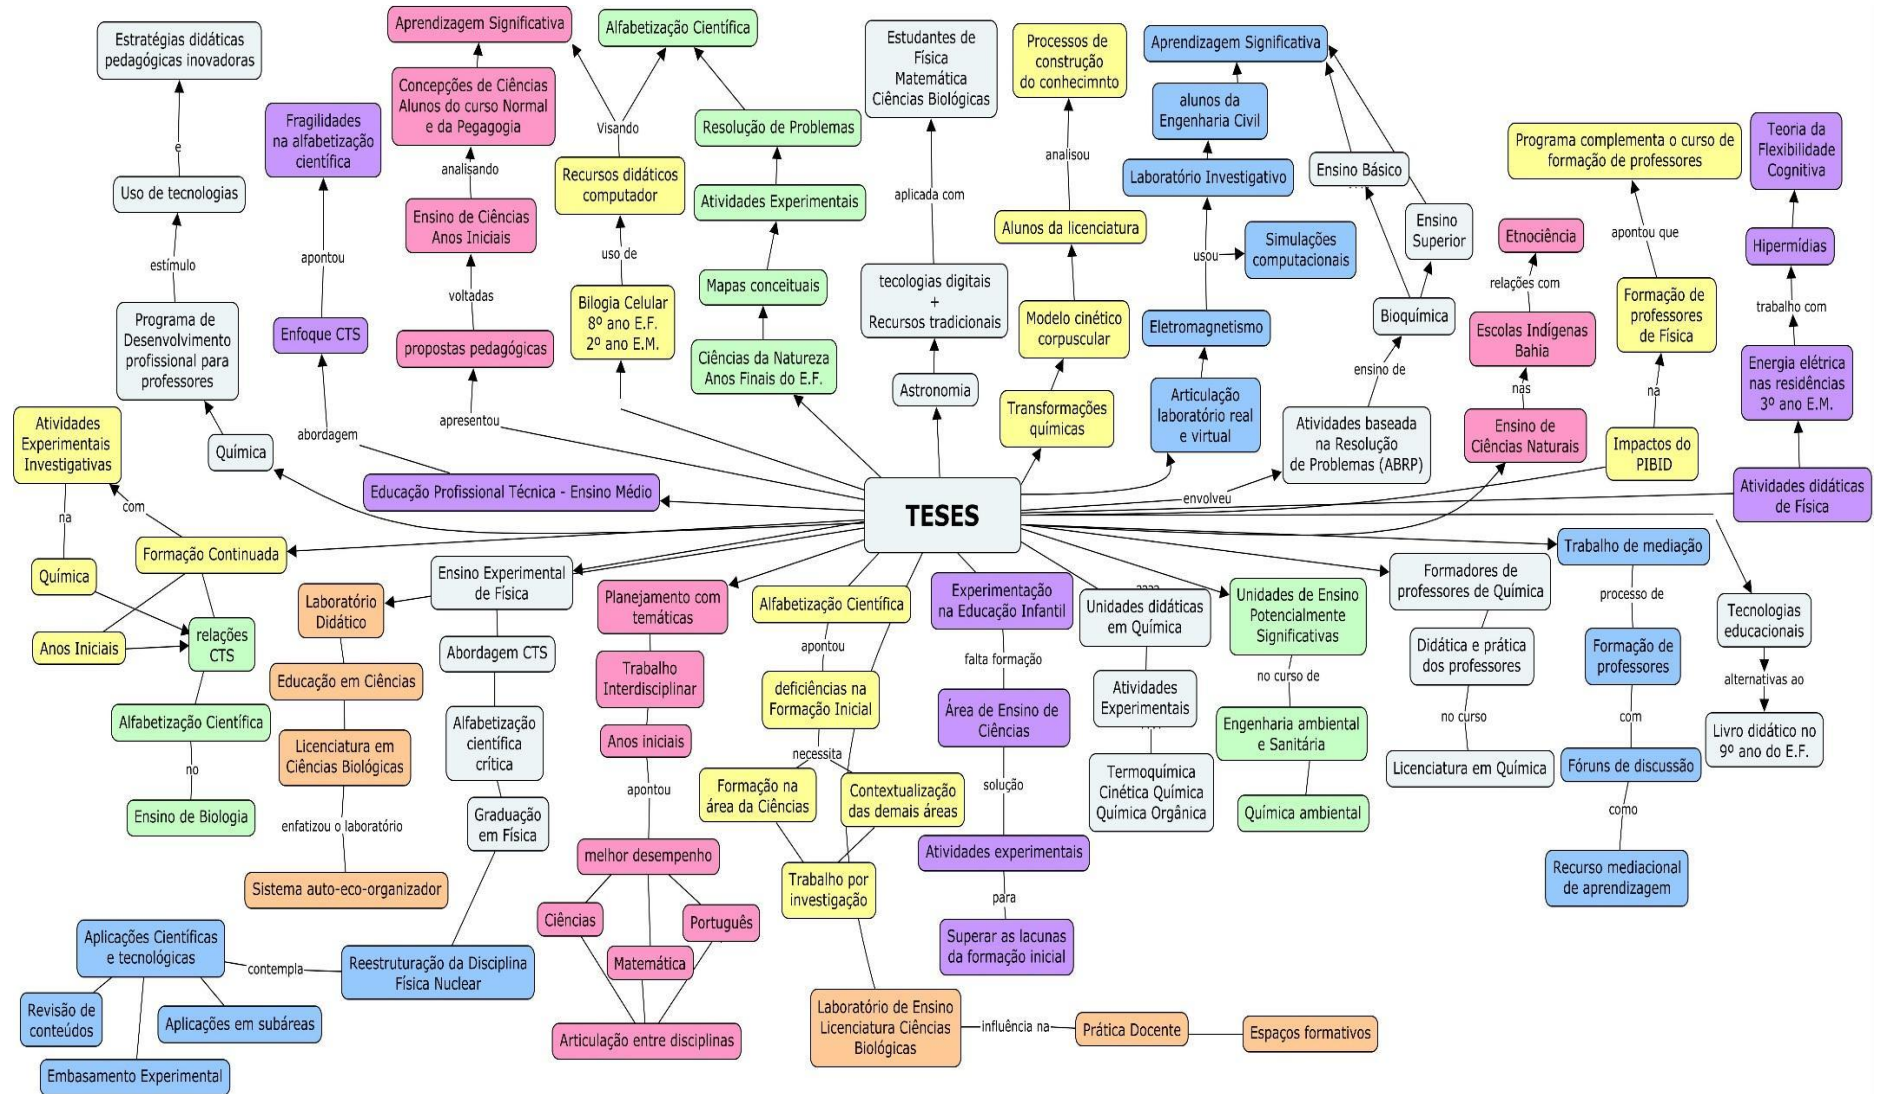 Estratégias didáticas
pedagógicas inovadoras
e
Uso de tecnologias
estímulo
Programa de
Desenvolvimento
profissional para
professores
Química
Fragilidades
na alfabetização
científica
apontou
Enfoque CTS
abordagem
Educação Profissional Técnica - Ensino Médio
Aprendizagem Significativa
Concepções de Ciências
Alunos do curso Normal
e da Pegagogia
analisando
Ensino de Ciências
Anos Iniciais
voltadas
propostas pedagógicas
apresentou
Alfabetização Científica
Visando
Recursos didáticos
computador
uso de
Bilogia Celular
8º ano E.F.
2º ano E.M.
Resolução de Problemas
Atividades Experimentais
Mapas conceituais
Ciências da Natureza
Anos Finais do E.F.
Estudantes de
Física
Matemática
Ciências Biológicas
aplicada com
tecologias digitais
+
Recursos tradicionais
Astronomia
Processos de
construção
do conhecimnto
analisou
Alunos da licenciatura
Modelo cinético
corpuscular
Transformações
químicas
Aprendizagem Significativa
alunos da
Engenharia Civil
Laboratório Investigativo
usou
Simulações
computacionais
Eletromagnetismo
Articulação
laboratório real
e virtual
Ensino Básico
Ensino
Superior
Bioquímica
ensino de
Atividades baseada
na Resolução
de Problemas (ABRP)
envolveu
Etnociência
relações com
Escolas Indígenas
Bahia
nas
Ensino de
Ciências Naturais
Programa complementa o curso de
formação de professores
apontou que
Formação de
professores
de Física
na
Impactos do
PIBID
Teoria da
Flexibilidade
Cognitiva
Hipermídias
trabalho com
Energia elétrica
nas residências
3º ano E.M.
Atividades didáticas
de Física
TESES
Atividades
Experimentais
Investigativas
na
com
Formação Continuada
Química
Anos Iniciais
relações
CTS
Alfabetização Científica
no
Ensino de Biologia
Ensino Experimental
de Física
Laboratório
Didático
Educação em Ciências
Licenciatura em
Ciências Biológicas
enfatizou o laboratório
Sistema auto-eco-organizador
Abordagem CTS
Alfabetização
científica
crítica
Graduação
em Física
Reestruturação da Disciplina
Física Nuclear
contempla
Aplicações Científicas
e tecnológicas
Revisão de
conteúdos
Aplicações em subáreas
Embasamento Experimental
Planejamento com
temáticas
Trabalho
Interdisciplinar
Anos iniciais
apontou
melhor desempenho
Ciências
Português
Matemática
Articulação entre disciplinas
Alfabetização Científica
apontou
deficiências na
Formação Inicial
necessita
Formação na
área da Ciências
Contextualização
das demais áreas
Trabalho por
investigação
Laboratório de Ensino
Licenciatura Ciências
Biológicas
influência na
Prática Docente
Espaços formativos
Experimentação
na Educação Infantil
falta formação
Área de Ensino de
Ciências
solução
Atividades experimentais
para
Superar as lacunas
da formação inicial
????
Unidades didáticas
em Química
Atividades
Experimentais
....
Termoquímica
Cinética Química
Química Orgânica
Unidades de Ensino
Potencialmente
Significativas
no curso de
Engenharia ambiental
e Sanitária
Química ambiental
Formadores de
professores de Química
Didática e prática
dos professores
no curso
Licenciatura em Química
Trabalho de mediação
processo de
Formação de
professores
com
Fóruns de discussão
como
Recurso mediacional
de aprendizagem
Tecnologias
educacionais
alternativas ao
Livro didático no
9º ano do E.F.